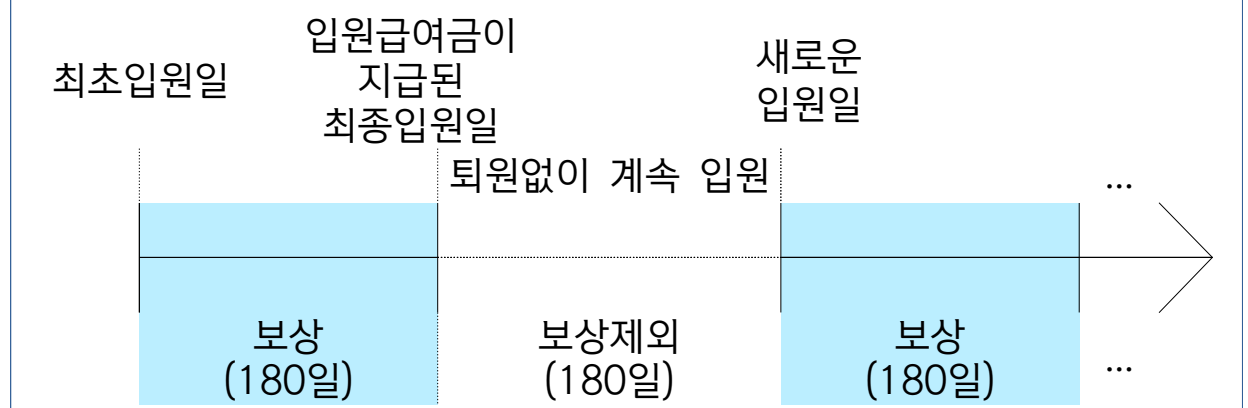 최초입원일
입원급여금이
지급된
최종입원일
새로운
입원일
퇴원없이 계속 입원
...
보상
(180일)
보상제외
(180일)
보상
(180일)
...